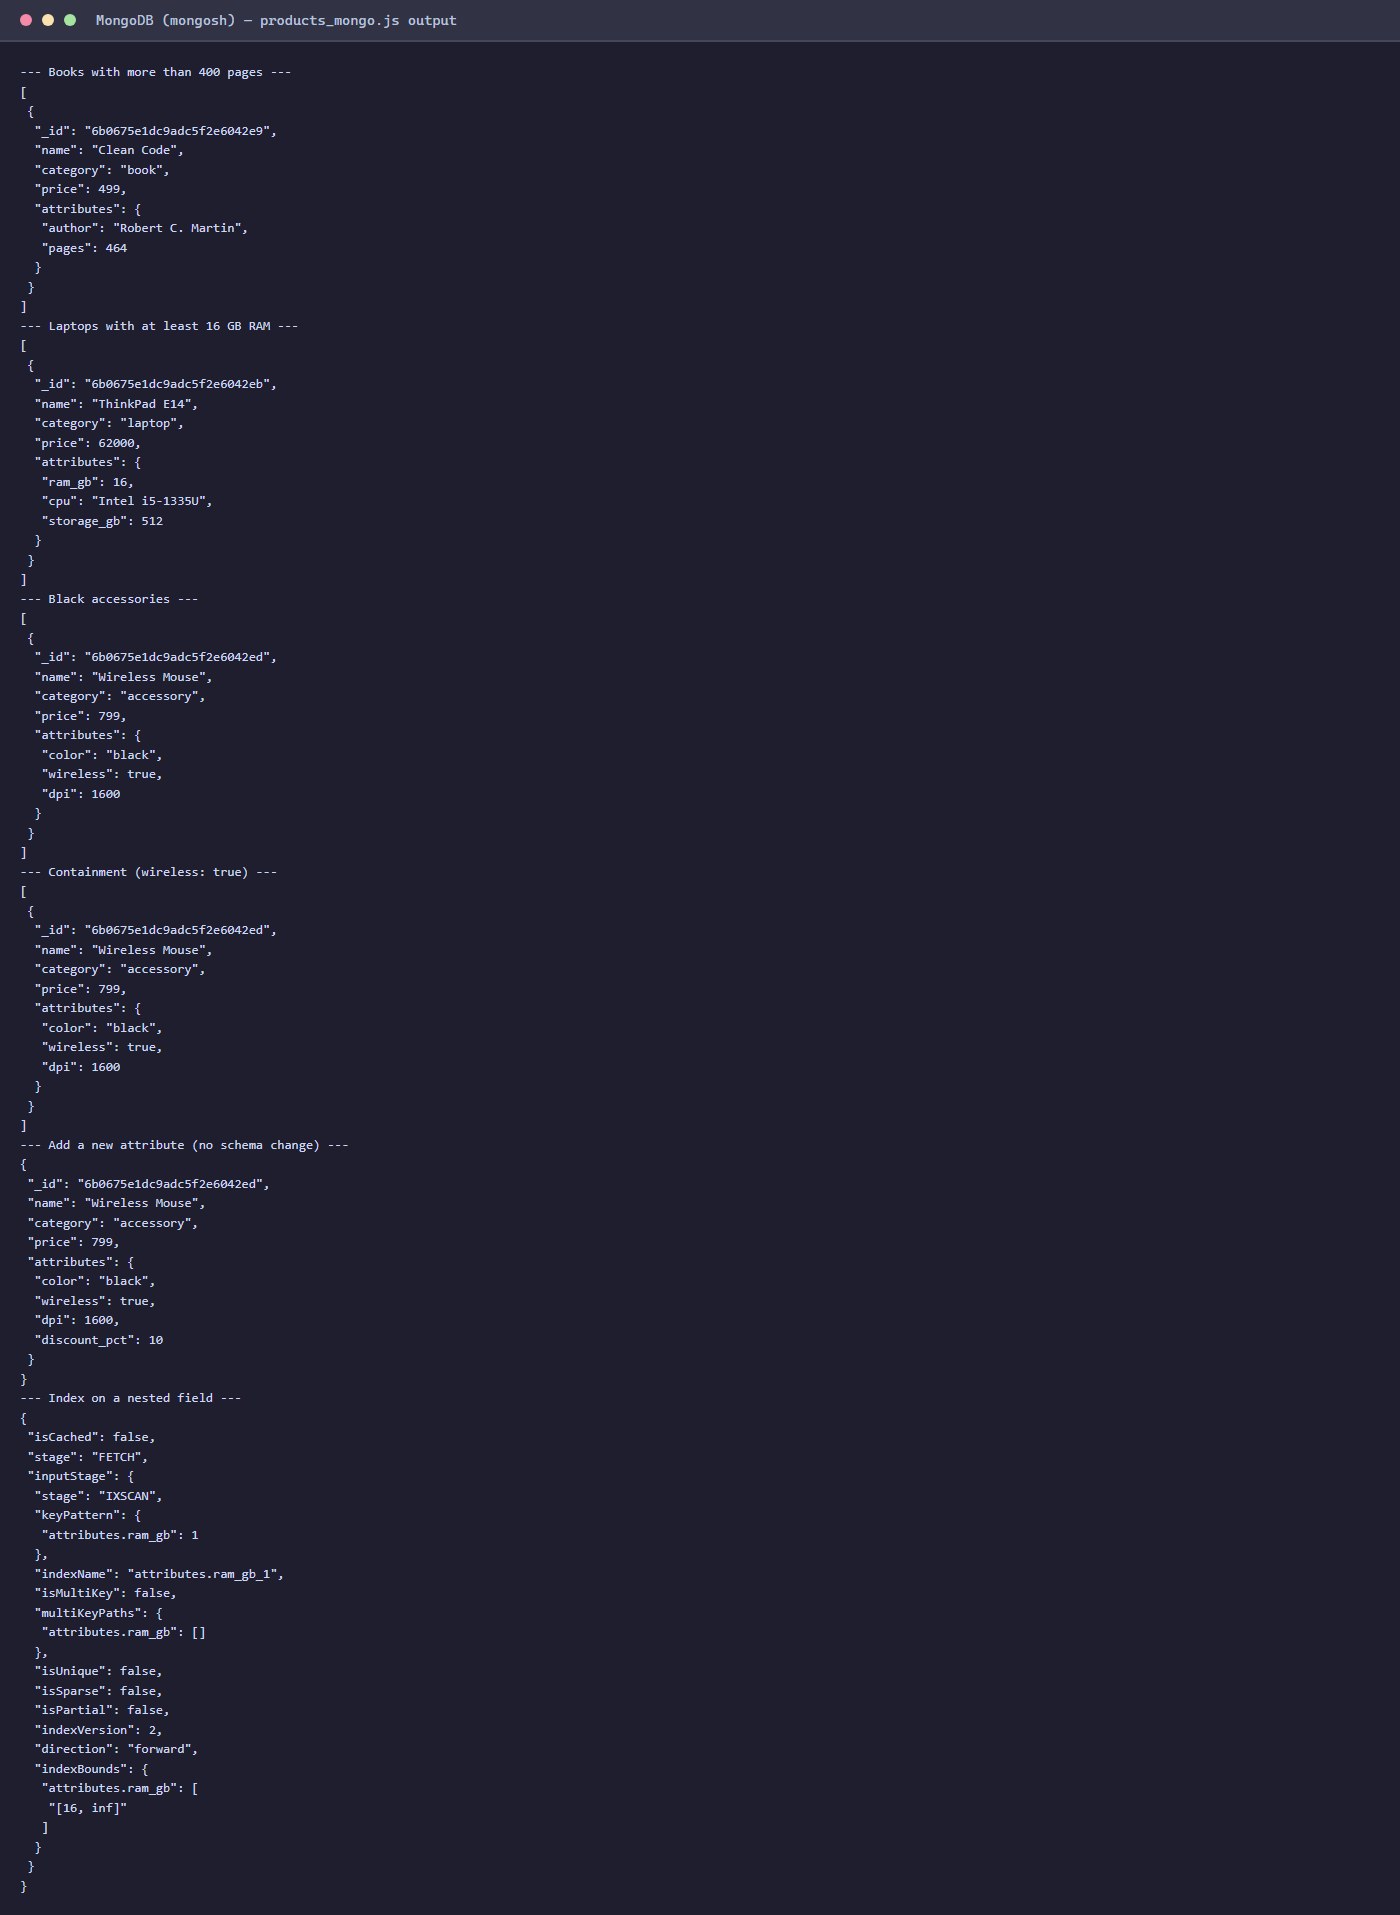 MongoDB (mongosh) — products_mongo.js output
--- Books with more than 400 pages ---
[
 {
  "_id": "6b0675e1dc9adc5f2e6042e9",
  "name": "Clean Code",
  "category": "book",
  "price": 499,
  "attributes": {
   "author": "Robert C. Martin",
   "pages": 464
  }
 }
]
--- Laptops with at least 16 GB RAM ---
[
 {
  "_id": "6b0675e1dc9adc5f2e6042eb",
  "name": "ThinkPad E14",
  "category": "laptop",
  "price": 62000,
  "attributes": {
   "ram_gb": 16,
   "cpu": "Intel i5-1335U",
   "storage_gb": 512
  }
 }
]
--- Black accessories ---
[
 {
  "_id": "6b0675e1dc9adc5f2e6042ed",
  "name": "Wireless Mouse",
  "category": "accessory",
  "price": 799,
  "attributes": {
   "color": "black",
   "wireless": true,
   "dpi": 1600
  }
 }
]
--- Containment (wireless: true) ---
[
 {
  "_id": "6b0675e1dc9adc5f2e6042ed",
  "name": "Wireless Mouse",
  "category": "accessory",
  "price": 799,
  "attributes": {
   "color": "black",
   "wireless": true,
   "dpi": 1600
  }
 }
]
--- Add a new attribute (no schema change) ---
{
 "_id": "6b0675e1dc9adc5f2e6042ed",
 "name": "Wireless Mouse",
 "category": "accessory",
 "price": 799,
 "attributes": {
  "color": "black",
  "wireless": true,
  "dpi": 1600,
  "discount_pct": 10
 }
}
--- Index on a nested field ---
{
 "isCached": false,
 "stage": "FETCH",
 "inputStage": {
  "stage": "IXSCAN",
  "keyPattern": {
   "attributes.ram_gb": 1
  },
  "indexName": "attributes.ram_gb_1",
  "isMultiKey": false,
  "multiKeyPaths": {
   "attributes.ram_gb": []
  },
  "isUnique": false,
  "isSparse": false,
  "isPartial": false,
  "indexVersion": 2,
  "direction": "forward",
  "indexBounds": {
   "attributes.ram_gb": [
    "[16, inf]"
   ]
  }
 }
}